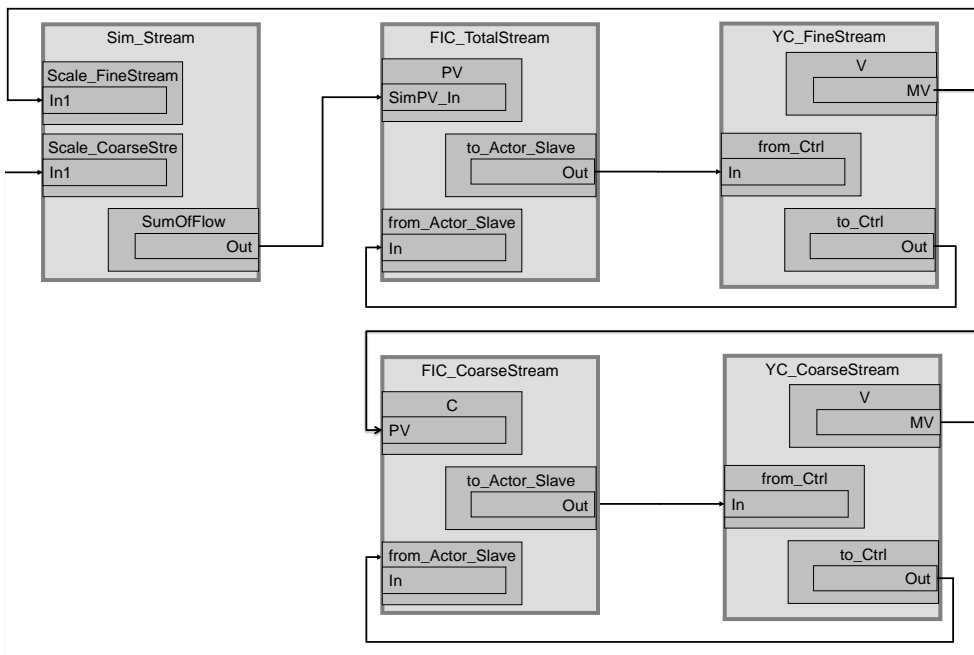 Sim_Stream
Scale_FineStream
In1
Scale_CoarseStre
In1
SumOfFlow
Out
FIC_TotalStream
PV
SimPV_In
to_Actor_Slave
Out
from_Actor_Slave
In
YC_FineStream
V
MV
from_Ctrl
In
to_Ctrl
Out
FIC_CoarseStream
C
PV
to_Actor_Slave
Out
from_Actor_Slave
In
YC_CoarseStream
V
MV
from_Ctrl
In
to_Ctrl
Out